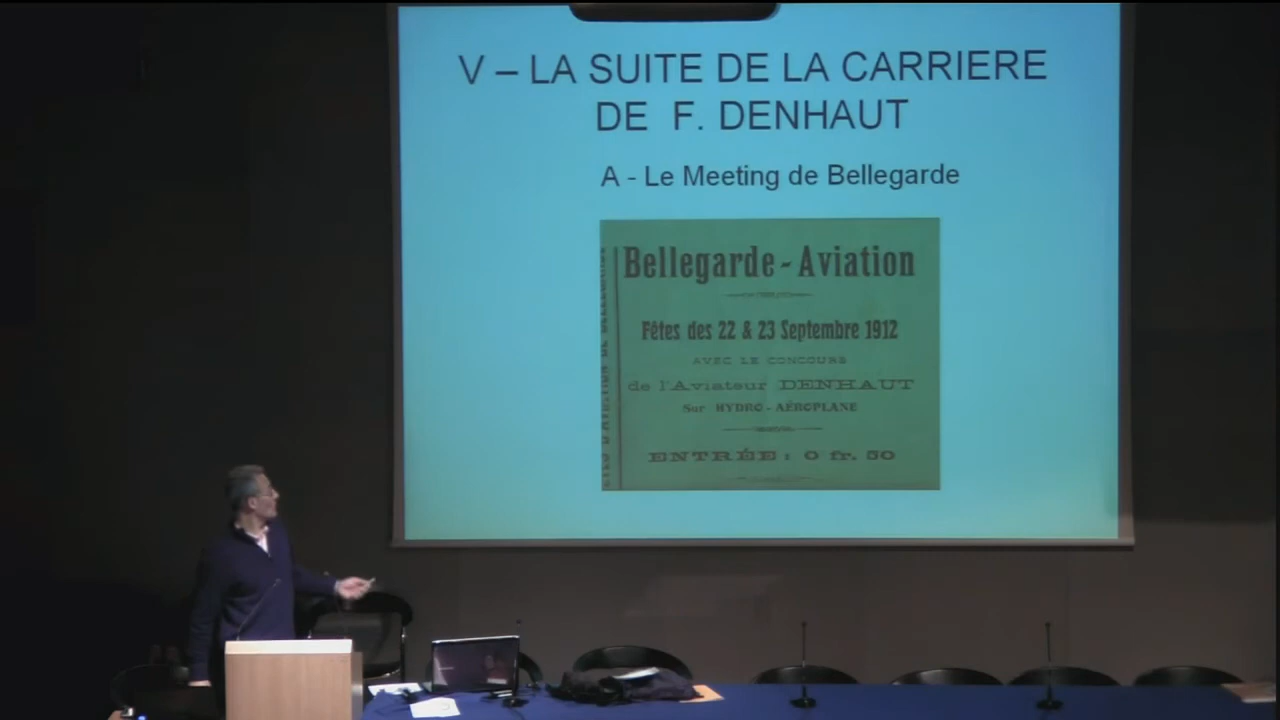 V – LA SUITE DE LA CARRIERE
DE F. DENHAUT
A - Le Meeting de Bellegarde
Bellegarde - Aviation
Fêtes des 22 & 23 Septembre 1912
AVEC LE CONCOURS
de l'Aviateur DENHAUT
Sur HYDRO - AÉROPLANE
ENTRÉE : 0 fr. 50